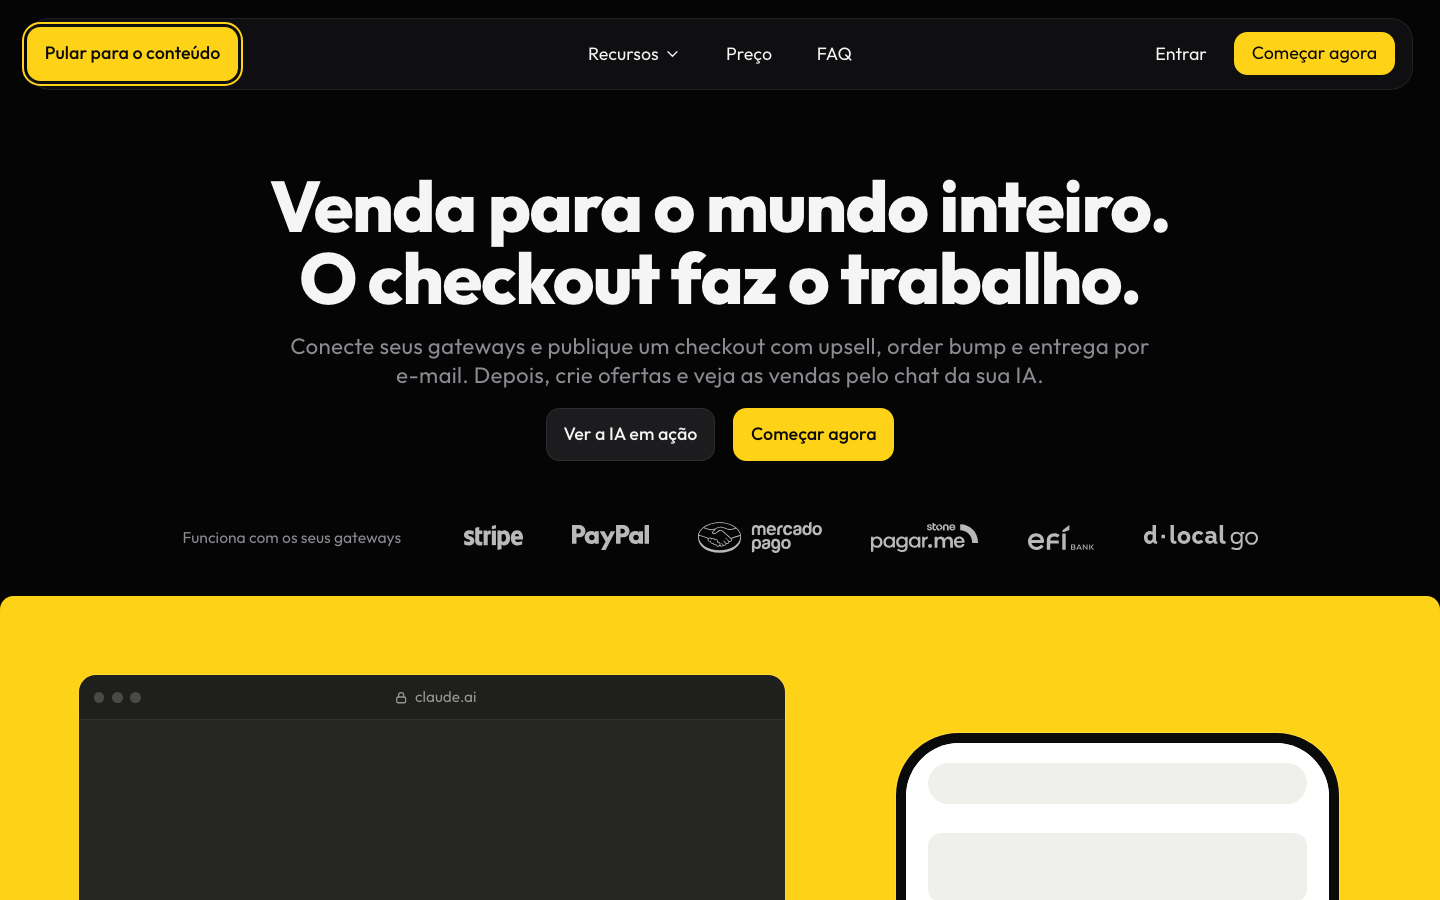 Pular para o conteúdo
Recursos
Preço
FAQ
Entrar
Começar agora
Venda para o mundo inteiro.
O checkout faz o trabalho.
Conecte seus gateways e publique um checkout com upsell, order bump e entrega por
e-mail. Depois, crie ofertas e veja as vendas pelo chat da sua IA.
Ver a IA em ação
Começar agora
Funciona com os seus gateways
stripe
PayPal
mercado
pago
stone
pagar.me
efí BANK
d·local go
claude.ai